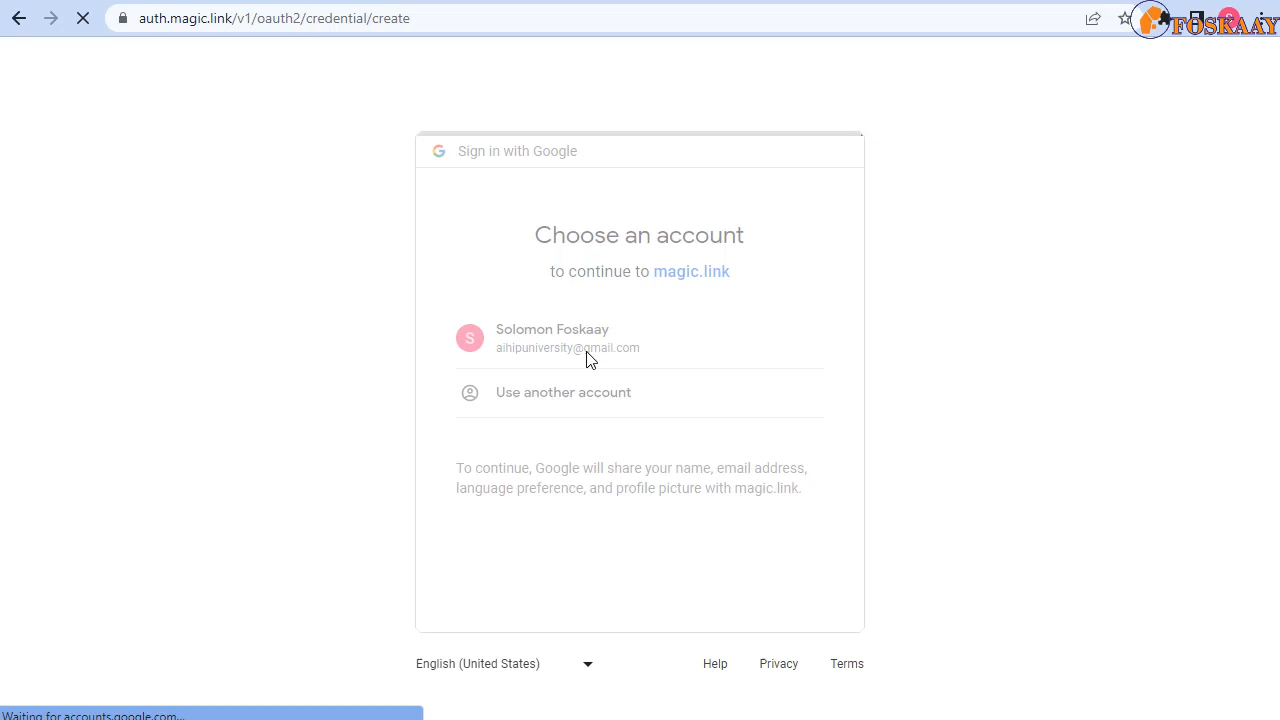 auth.magic.link/v1/oauth2/credential/create
FOSKAAY
Sign in with Google
Choose an account
to continue to magic.link
S
Solomon Foskaay
aihipuniversity@gmail.com
Use another account
To continue, Google will share your name, email address,
language preference, and profile picture with magic.link.
English (United States)
Help
Privacy
Terms
Waiting for accounts.google.com...